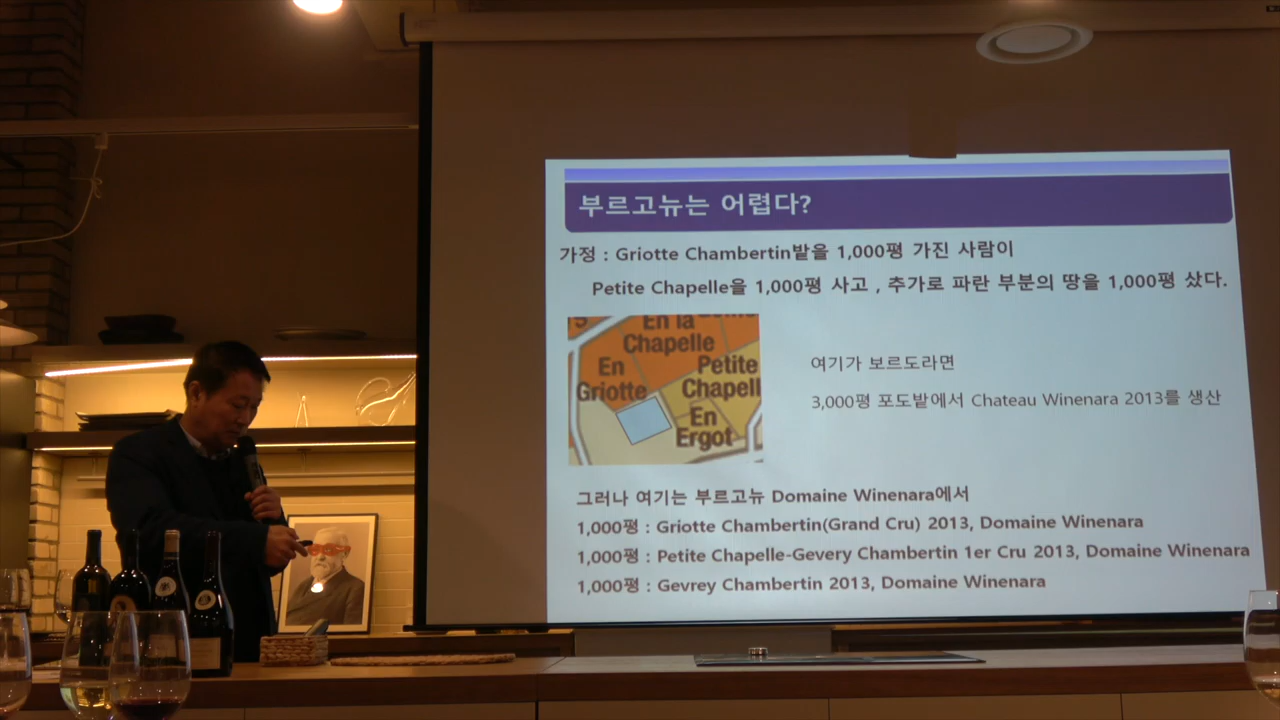 부르고뉴는 어렵다?
가정 : Griotte Chambertin밭을 1,000평 가진 사람이
Petite Chapelle을 1,000평 사고 , 추가로 파란 부분의 땅을 1,000평 샀다.
En la
Chapelle
En
Griotte
Petite
Chapell
En
Ergot
여기가 보르도라면
3,000평 포도밭에서 Chateau Winenara 2013를 생산
그러나 여기는 부르고뉴 Domaine Winenara에서
1,000평 : Griotte Chambertin(Grand Cru) 2013, Domaine Winenara
1,000평 : Petite Chapelle-Gevery Chambertin 1er Cru 2013, Domaine Winenara
1,000평 : Gevrey Chambertin 2013, Domaine Winenara